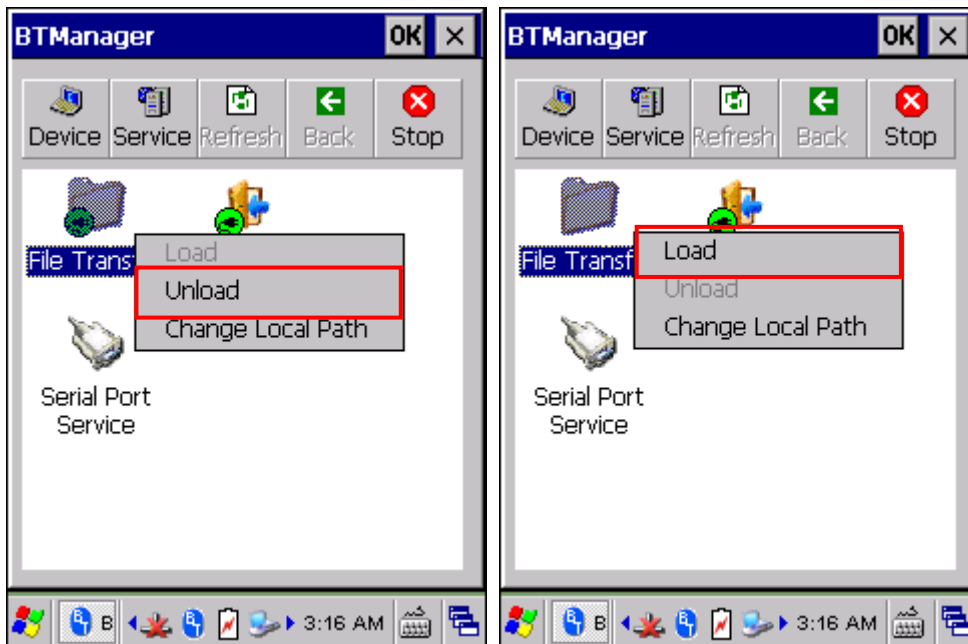 BTManager OK
Device Service Refresh Back Stop
File Trans
Load
Unload
Change Local Path
Serial Port
Service
B 3:16 AM
BTManager OK
Device Service Refresh Back Stop
File Transf
Load
Unload
Change Local Path
Serial Port
Service
B 3:16 AM